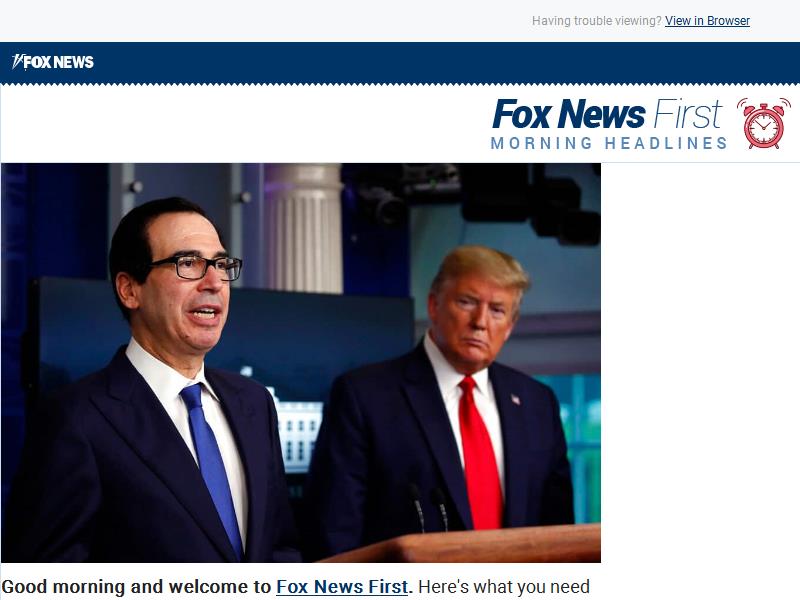 Having trouble viewing? View in Browser
FOX NEWS
Fox News First
MORNING HEADLINES
Good morning and welcome to Fox News First. Here's what you need